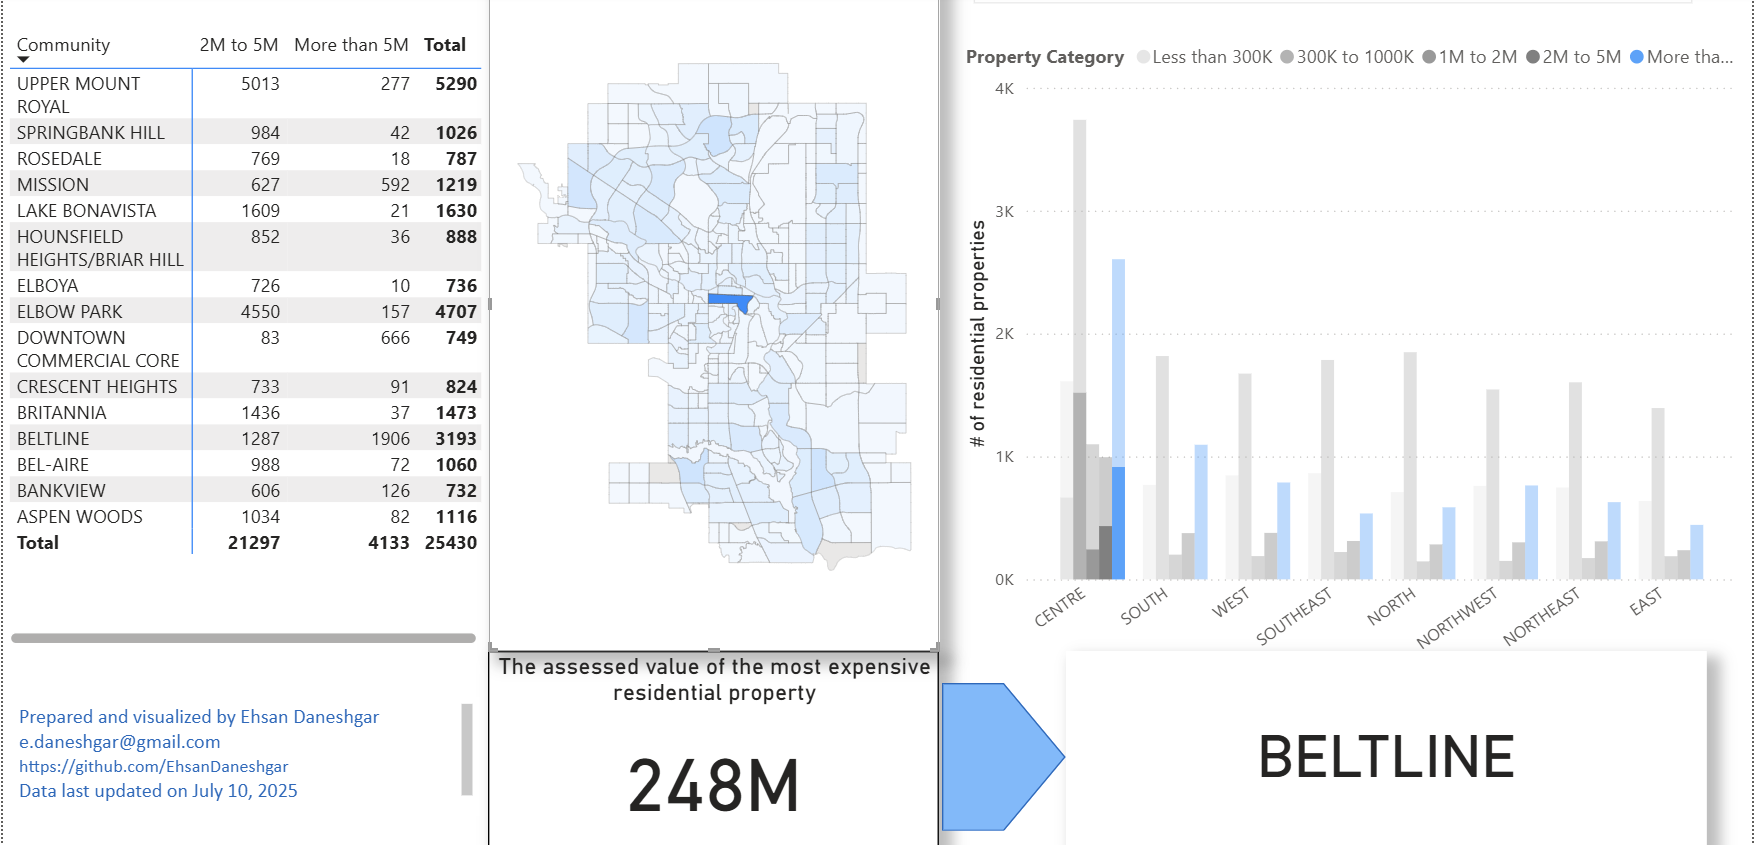 Community 2M to 5M More than 5M Total
UPPER MOUNT ROYAL 5013 277 5290
SPRINGBANK HILL 984 42 1026
ROSEDALE 769 18 787
MISSION 627 592 1219
LAKE BONAVISTA 1609 21 1630
HOUNSFIELD HEIGHTS/BRIAR HILL 852 36 888
ELBOYA 726 10 736
ELBOW PARK 4550 157 4707
DOWNTOWN COMMERCIAL CORE 83 666 749
CRESCENT HEIGHTS 733 91 824
BRITANNIA 1436 37 1473
BELTLINE 1287 1906 3193
BEL-AIRE 988 72 1060
BANKVIEW 606 126 732
ASPEN WOODS 1034 82 1116
Total 21297 4133 25430
Prepared and visualized by Ehsan Daneshgar
e.daneshgar@gmail.com
https://github.com/EhsanDaneshgar
Data last updated on July 10, 2025
The assessed value of the most expensive
residential property
248M
Property Category Less than 300K 300K to 1000K 1M to 2M 2M to 5M More tha...
# of residential properties
4K
3K
2K
1K
0K
CENTRE
SOUTH
WEST
SOUTHEAST
NORTH
NORTHWEST
NORTHEAST
EAST
BELTLINE